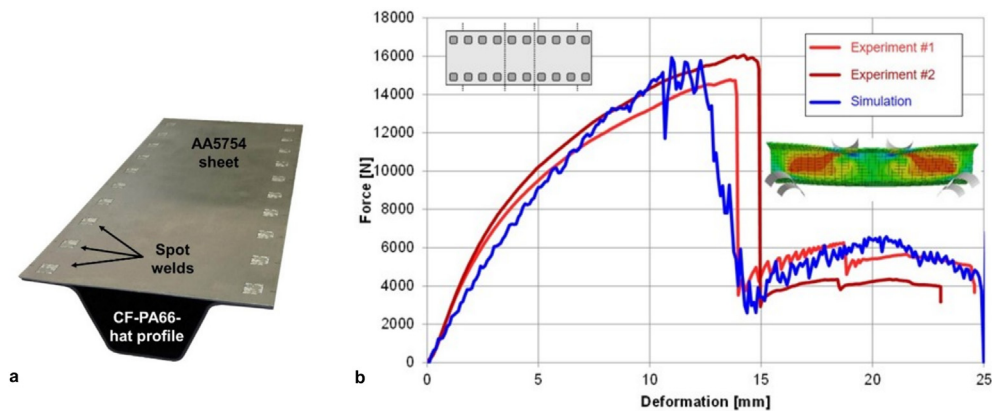 a
AA5754
sheet
Spot
welds
CF-PA66-
hat profile
b
Force [N]
18000
16000
14000
12000
10000
8000
6000
4000
2000
0
0
5
10
15
20
25
Deformation [mm]
Experiment #1
Experiment #2
Simulation